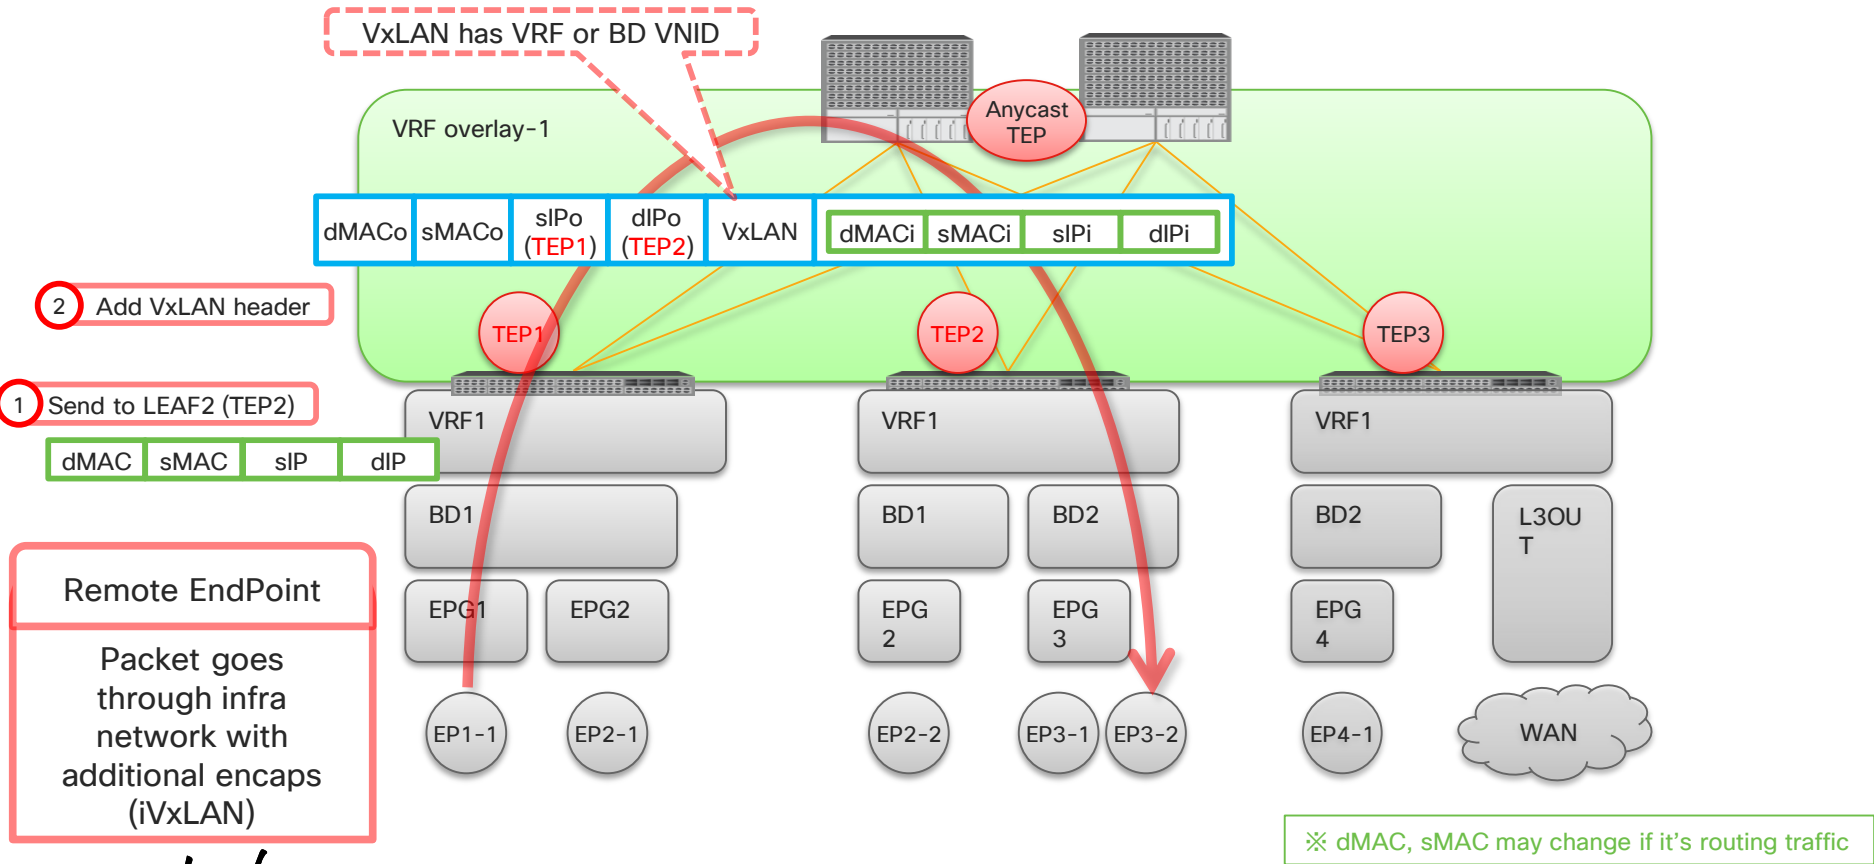 VxLAN has VRF or BD VNID
Anycast
TEP
VRF overlay-1
dMACo
sMACo
sIPo
(TEP1)
dIPo
(TEP2)
VxLAN
dMACi
sMACi
sIPi
dIPi
2
Add VxLAN header
TEP1
TEP2
TEP3
1
Send to LEAF2 (TEP2)
dMAC
sMAC
sIP
dIP
VRF1
VRF1
VRF1
BD1
BD1
BD2
BD2
L3OU
T
EPG1
EPG2
EPG
2
EPG
3
EPG
4
EP1-1
EP2-1
EP2-2
EP3-1
EP3-2
EP4-1
WAN
Remote EndPoint
Packet goes
through infra
network with
additional encaps
(iVxLAN)
※ dMAC, sMAC may change if it's routing traffic